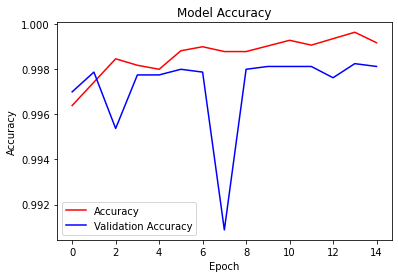 Model Accuracy
1.000
0.998
0.996
0.994
0.992
Accuracy
Accuracy
Validation Accuracy
0 2 4 6 8 10 12 14
Epoch